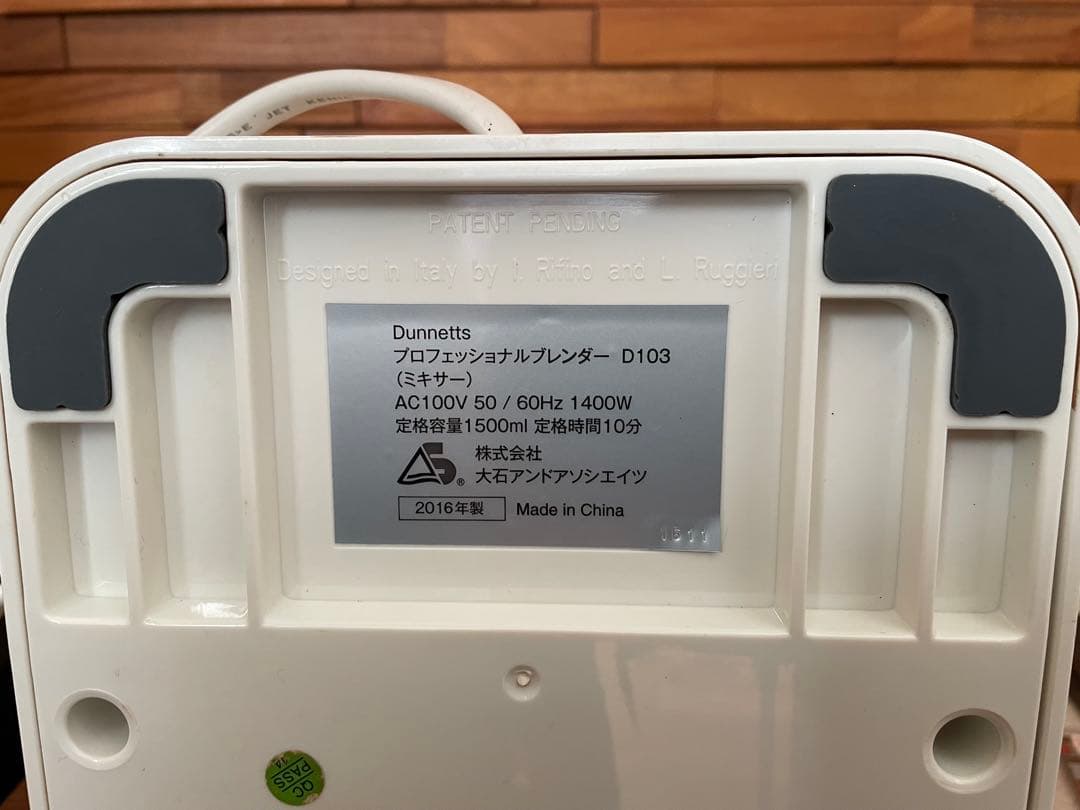 JET
PATENT PENDING
Designed in Italy by I. Rifino and L. Ruggieri
Dunnetts
プロフェッショナルブレンダー D103
（ミキサー）
AC100V 50 / 60Hz 1400W
定格容量1500ml 定格時間10分
株式会社
®
大石アンドアソシエイツ
2016年製 Made in China
1511
14
QC
PASS